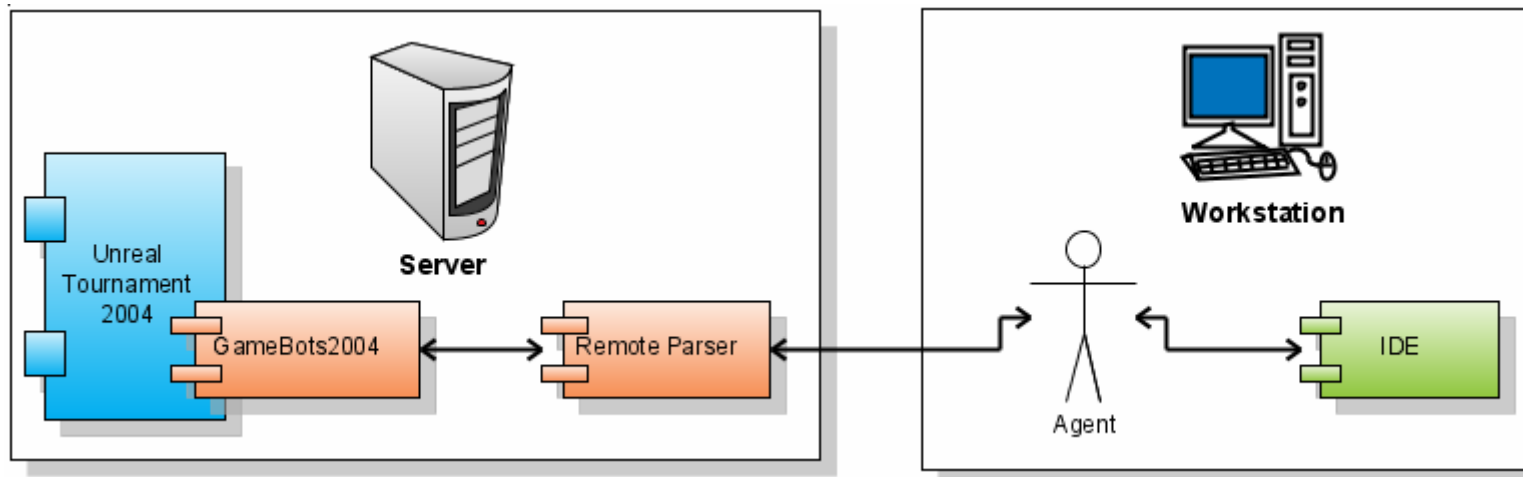 Server
Unreal
Tournament
2004
GameBots2004
Remote Parser
Workstation
Agent
IDE